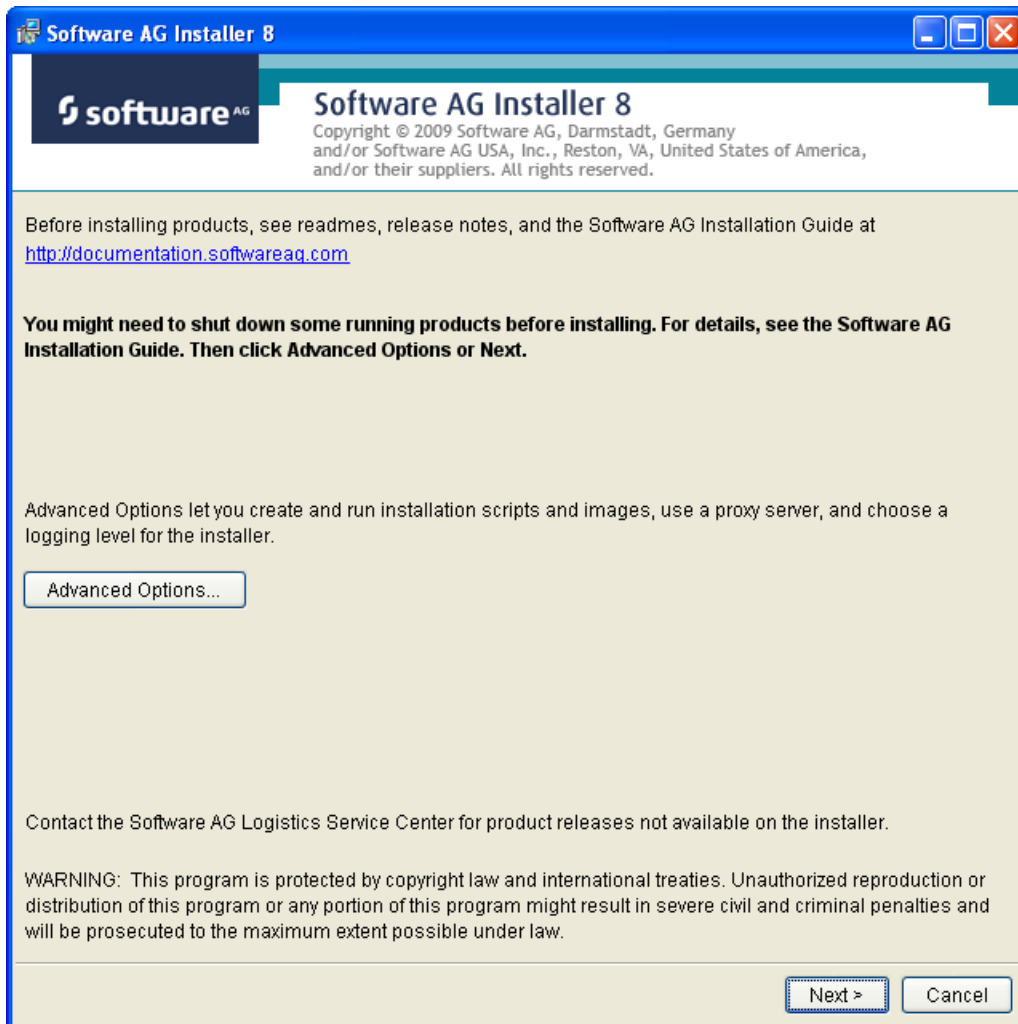 Software AG Installer 8
software AG
Software AG Installer 8
Copyright © 2009 Software AG, Darmstadt, Germany
and/or Software AG USA, Inc., Reston, VA, United States of America,
and/or their suppliers. All rights reserved.
Before installing products, see readmes, release notes, and the Software AG Installation Guide at
http://documentation.softwareag.com
You might need to shut down some running products before installing. For details, see the Software AG
Installation Guide. Then click Advanced Options or Next.
Advanced Options let you create and run installation scripts and images, use a proxy server, and choose a
logging level for the installer.
Advanced Options...
Contact the Software AG Logistics Service Center for product releases not available on the installer.
WARNING:  This program is protected by copyright law and international treaties. Unauthorized reproduction or
distribution of this program or any portion of this program might result in severe civil and criminal penalties and
will be prosecuted to the maximum extent possible under law.
Next >
Cancel